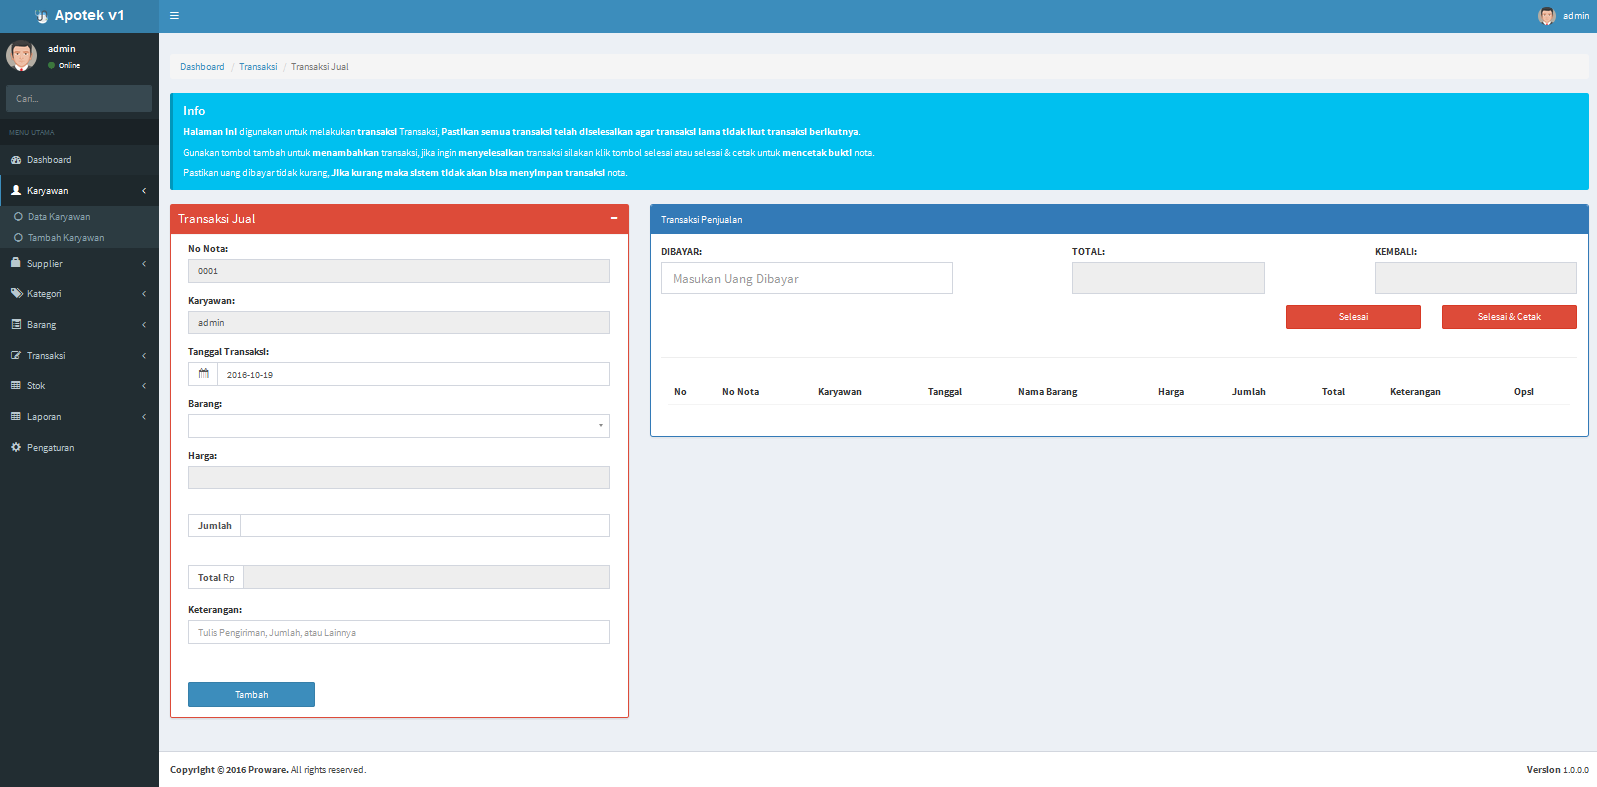 Apotek v1
admin
admin
Online
Cari...
MENU UTAMA
Dashboard
Karyawan
Data Karyawan
Tambah Karyawan
Supplier
Kategori
Barang
Transaksi
Stok
Laporan
Pengaturan
Dashboard / Transaksi / Transaksi Jual
Info
Halaman Ini digunakan untuk melakukan transaksi Transaksi, Pastikan semua transaksi telah diselesaikan agar transaksi lama tidak ikut transaksi berikutnya.
Gunakan tombol tambah untuk menambahkan transaksi, jika ingin menyelesaikan transaksi silakan klik tombol selesai atau selesai & cetak untuk mencetak bukti nota.
Pastikan uang dibayar tidak kurang, Jika kurang maka sistem tidak akan bisa menyimpan transaksi nota.
Transaksi Jual
No Nota:
0001
Karyawan:
admin
Tanggal Transaksi:
2016-10-19
Barang:
Harga:
Jumlah
Total Rp
Keterangan:
Tulis Pengiriman, Jumlah, atau Lainnya
Tambah
Transaksi Penjualan
DIBAYAR: TOTAL: KEMBALI:
Masukan Uang Dibayar
Selesai Selesai & Cetak
No No Nota Karyawan Tanggal Nama Barang Harga Jumlah Total Keterangan Opsi
Copyright © 2016 Proware. All rights reserved.
Version 1.0.0.0